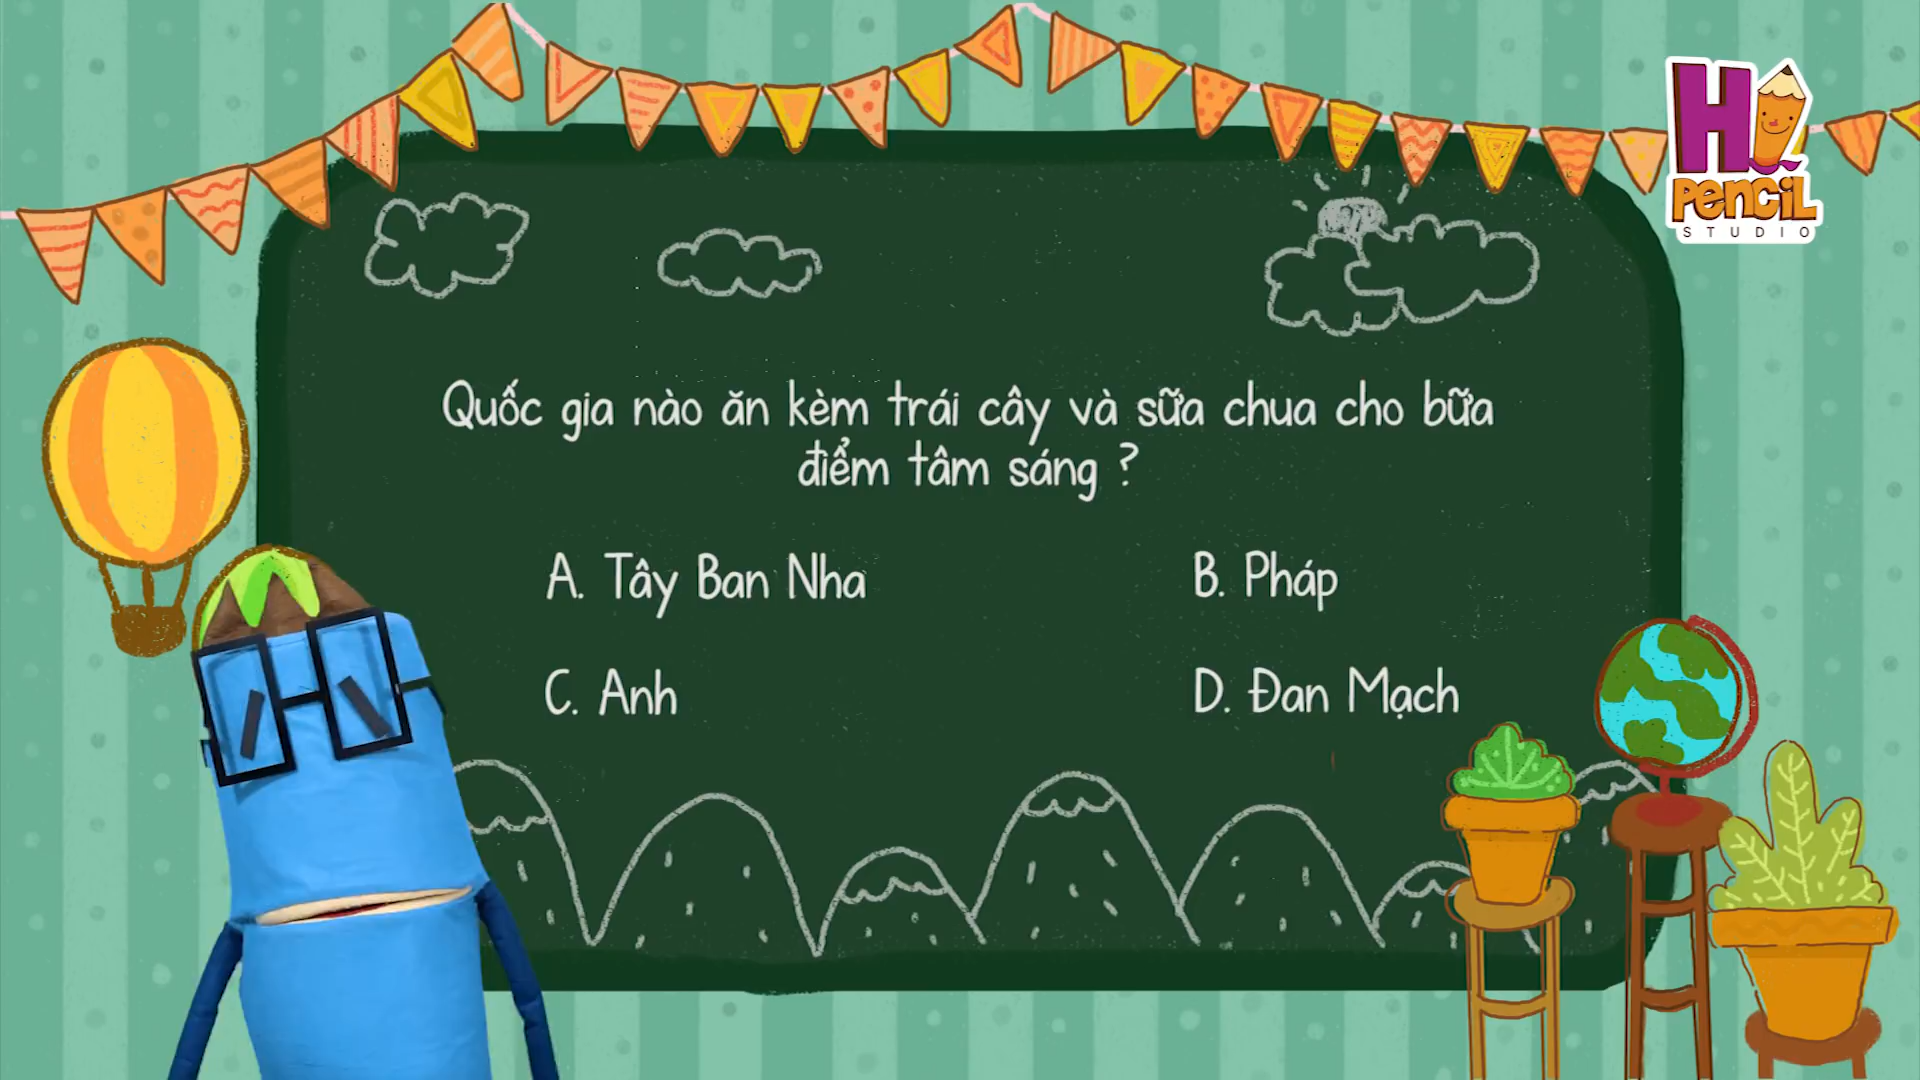 Hi
PENCIL
STUDIO
Quốc gia nào ăn kèm trái cây và sữa chua cho bữa
điểm tâm sáng ?
A. Tây Ban Nha
B. Pháp
C. Anh
D. Đan Mạch